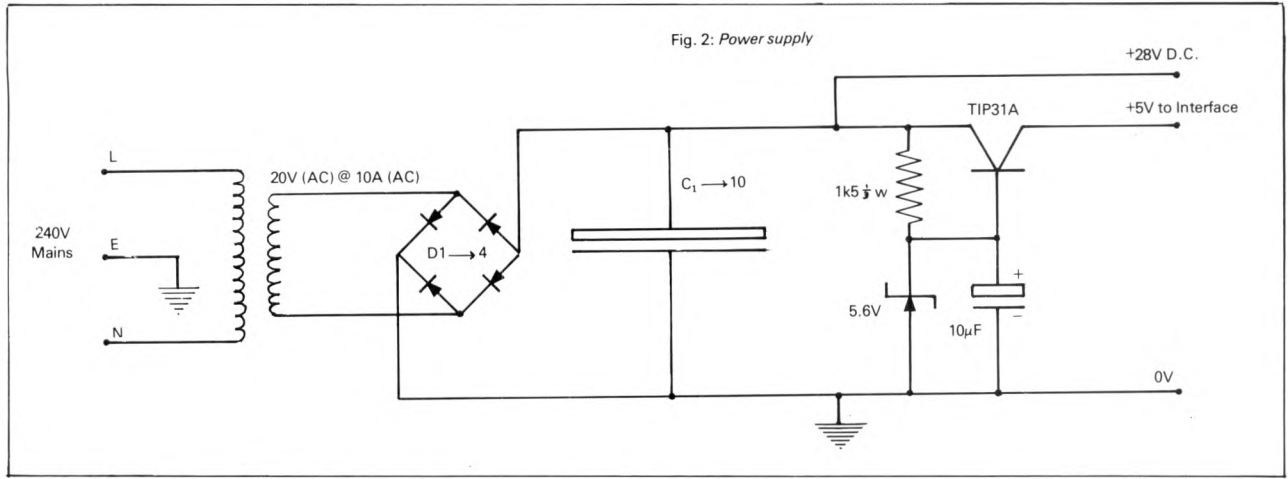 Fig. 2: Power supply
+28V D.C.
TIP31A
+5V to Interface
L
20V (AC) @ 10A (AC)
C₁ ⟶ 10
1k5 ⅓ w
240V
Mains
E
D1 ⟶ 4
+
5.6V
10μF
−
N
0V